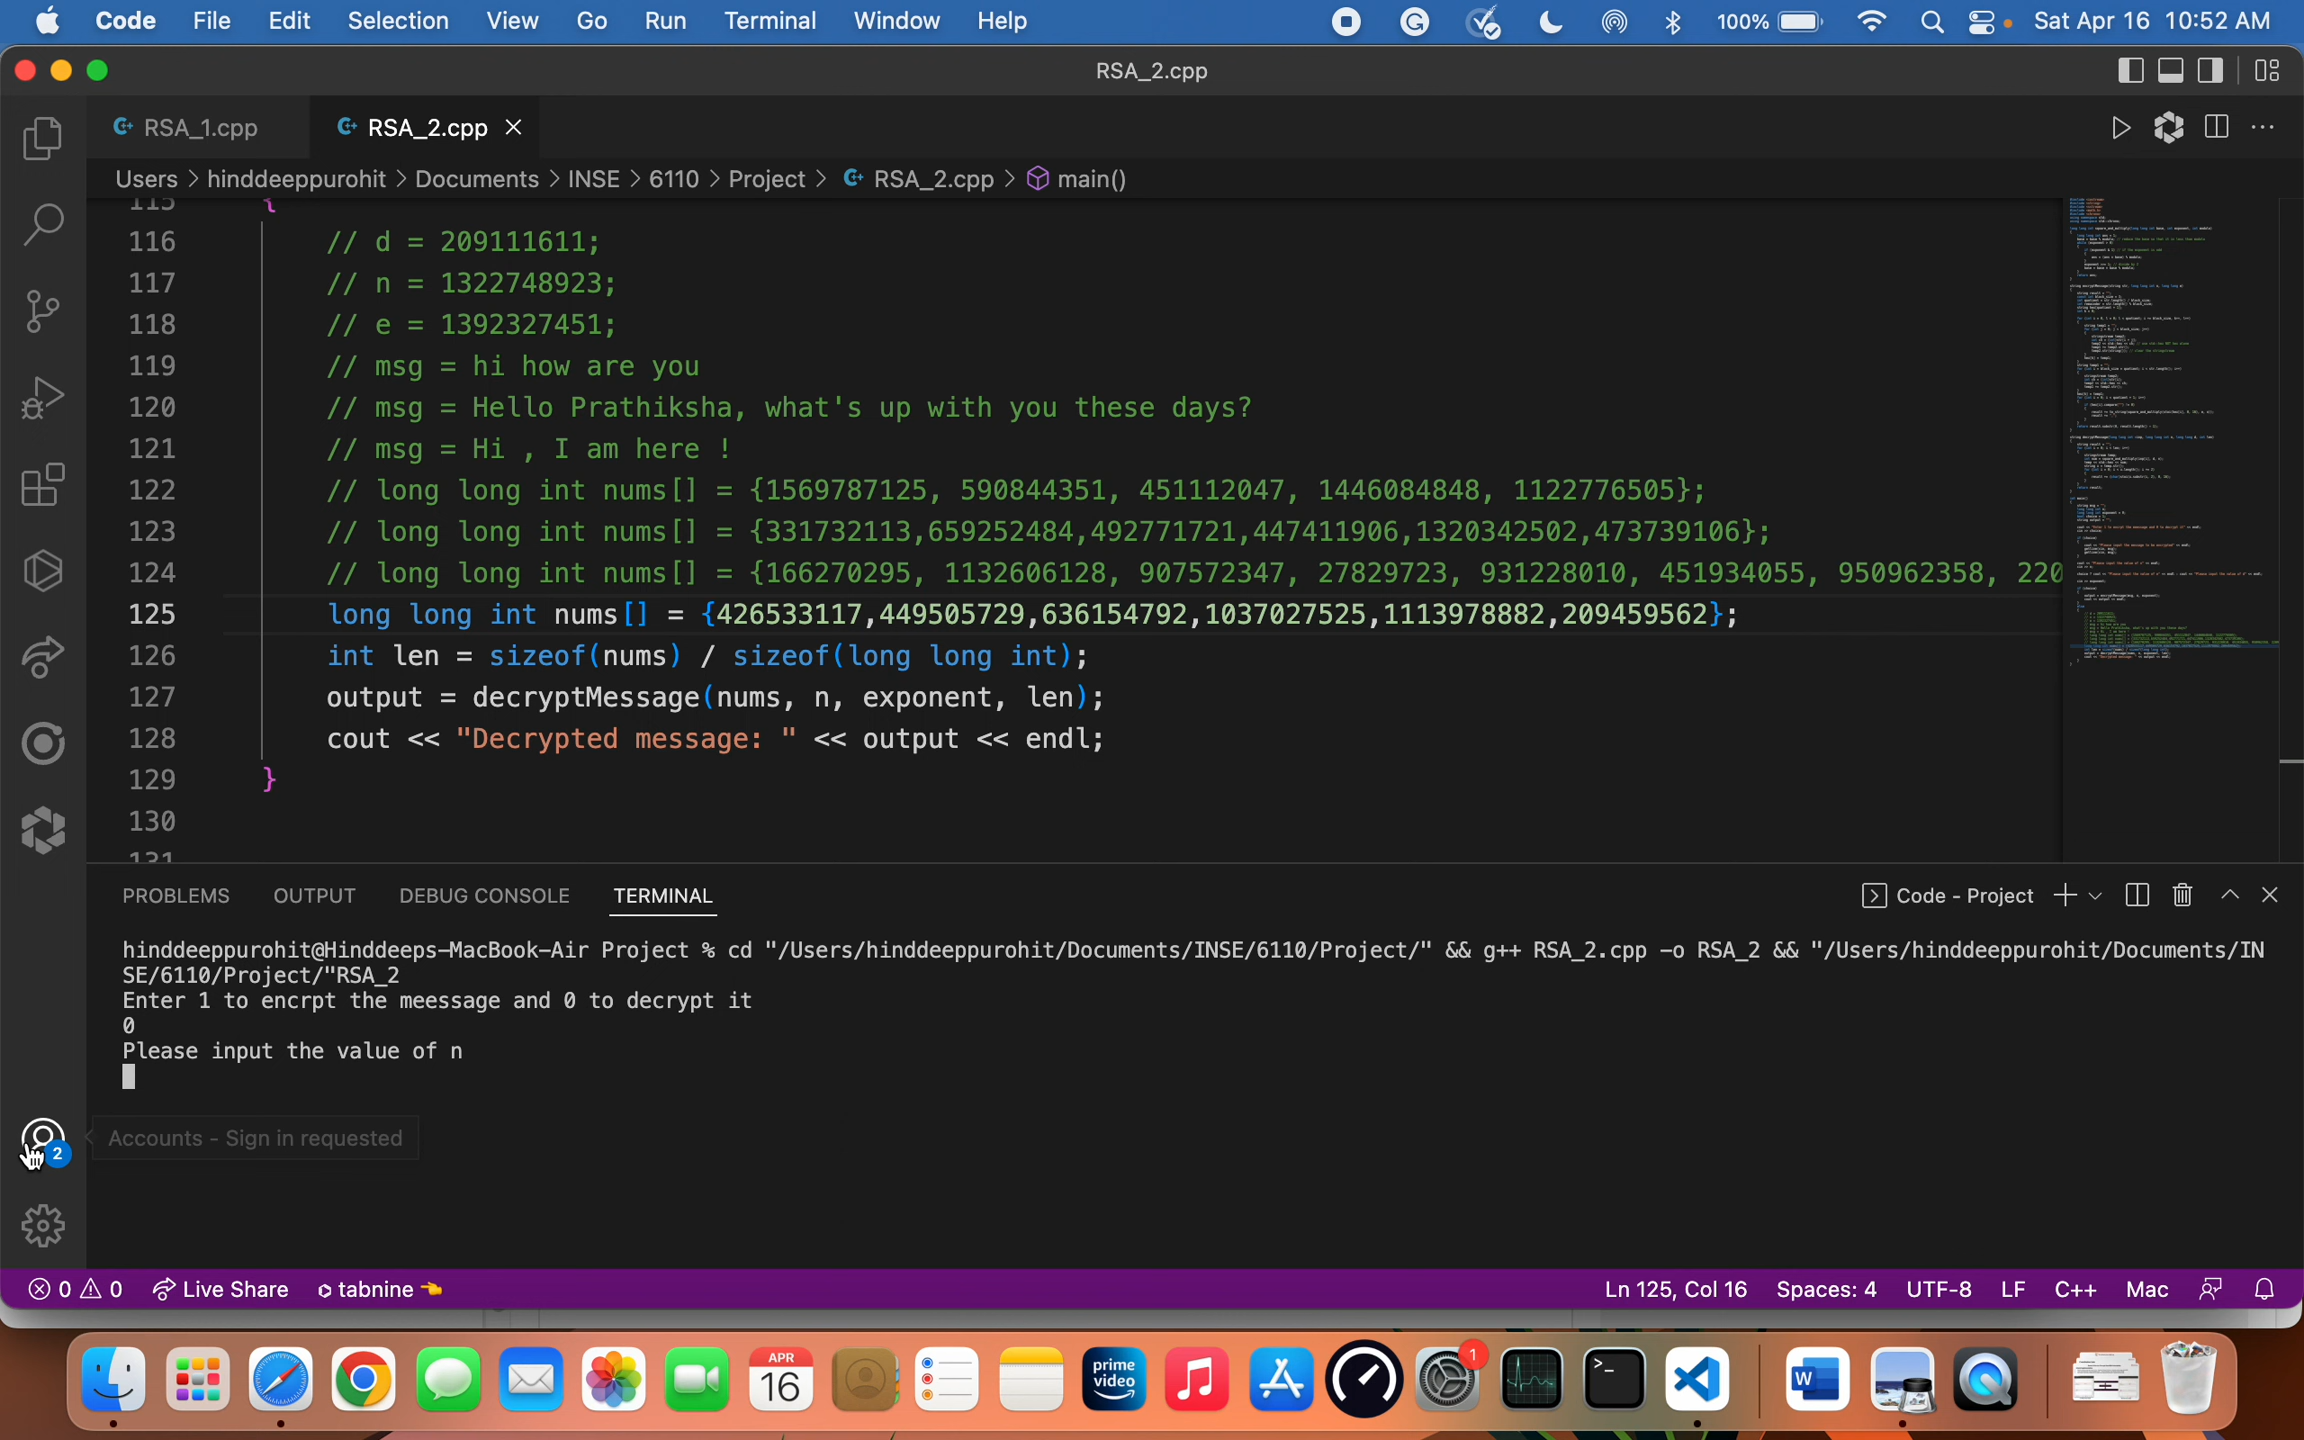 Code File Edit Selection View Go Run Terminal Window Help 100% Sat Apr 16 10:52 AM
RSA_2.cpp
RSA_1.cpp RSA_2.cpp
Users > hinddeeppurohit > Documents > INSE > 6110 > Project > RSA_2.cpp > main()
115 {
116 // d = 209111611;
117 // n = 1322748923;
118 // e = 1392327451;
119 // msg = hi how are you
120 // msg = Hello Prathiksha, what's up with you these days?
121 // msg = Hi , I am here !
122 // long long int nums[] = {1569787125, 590844351, 451112047, 1446084848, 1122776505};
123 // long long int nums[] = {331732113,659252484,492771721,447411906,1320342502,473739106};
124 // long long int nums[] = {166270295, 1132606128, 907572347, 27829723, 931228010, 451934055, 950962358, 220
125 long long int nums[] = {426533117,449505729,636154792,1037027525,1113978882,209459562};
126 int len = sizeof(nums) / sizeof(long long int);
127 output = decryptMessage(nums, n, exponent, len);
128 cout << "Decrypted message: " << output << endl;
129 }
130
131
PROBLEMS OUTPUT DEBUG CONSOLE TERMINAL Code - Project
hinddeeppurohit@Hinddeeps-MacBook-Air Project % cd "/Users/hinddeeppurohit/Documents/INSE/6110/Project/" && g++ RSA_2.cpp -o RSA_2 && "/Users/hinddeeppurohit/Documents/IN
SE/6110/Project/"RSA_2
Enter 1 to encrpt the meessage and 0 to decrypt it
0
Please input the value of n
Accounts - Sign in requested
2
0 0 Live Share tabnine Ln 125, Col 16 Spaces: 4 UTF-8 LF C++ Mac
APR
16
prime
video
1
W